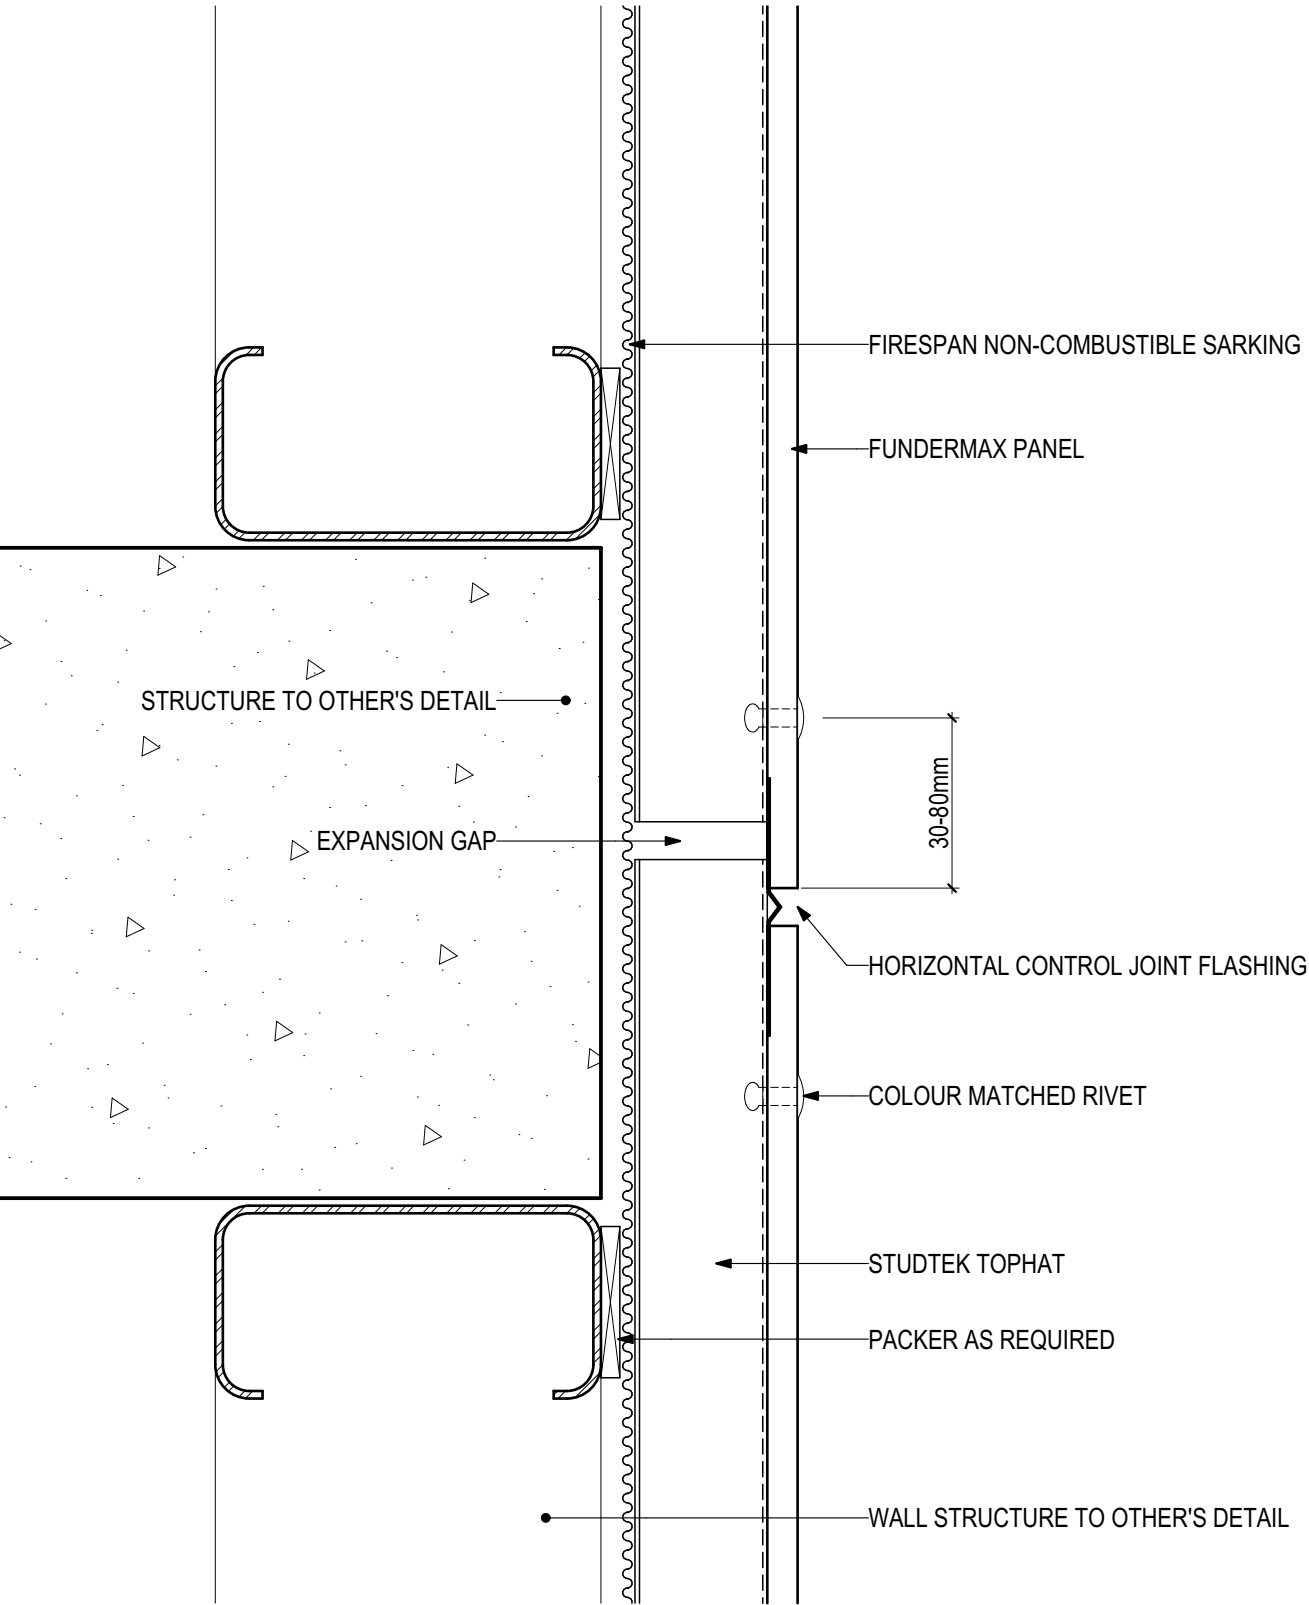 FIRESPAN NON-COMBUSTIBLE SARKING
FUNDERMAX PANEL
STRUCTURE TO OTHER'S DETAIL
30-80mm
EXPANSION GAP
HORIZONTAL CONTROL JOINT FLASHING
COLOUR MATCHED RIVET
STUDTEK TOPHAT
PACKER AS REQUIRED
WALL STRUCTURE TO OTHER'S DETAIL